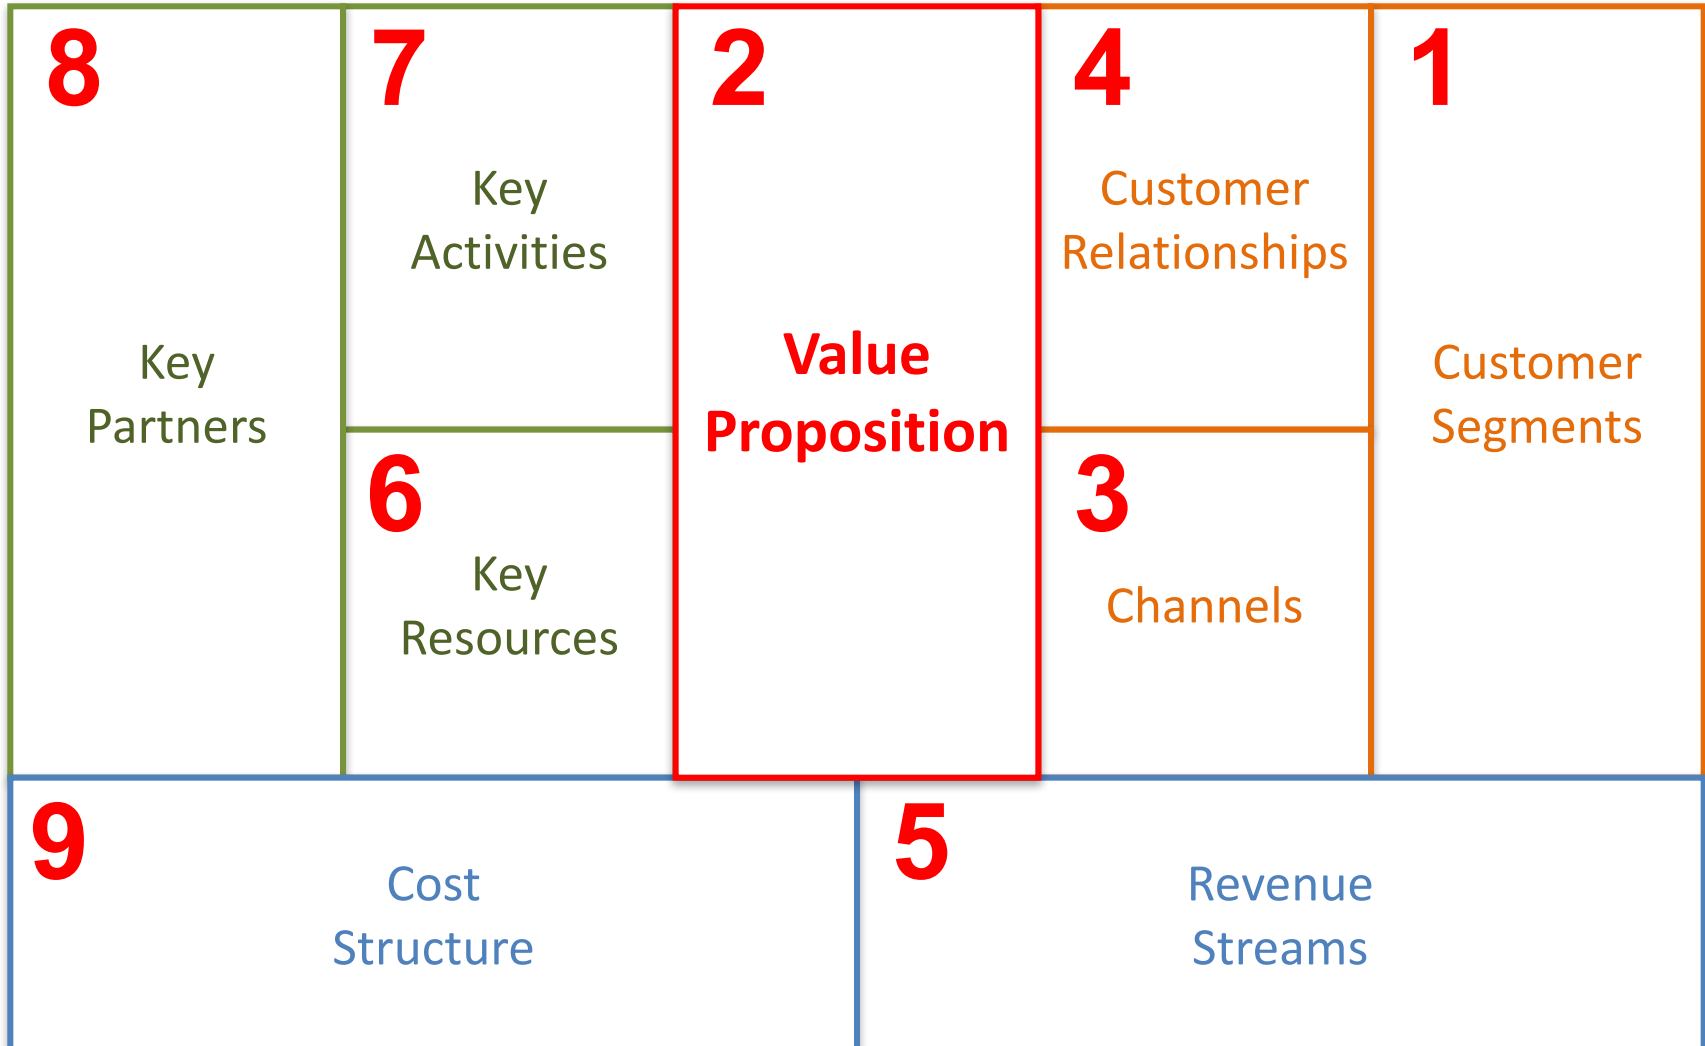 8
Key
Partners
7
Key
Activities
6
Key
Resources
2
Value
Proposition
4
Customer
Relationships
3
Channels
1
Customer
Segments
9
Cost
Structure
5
Revenue
Streams